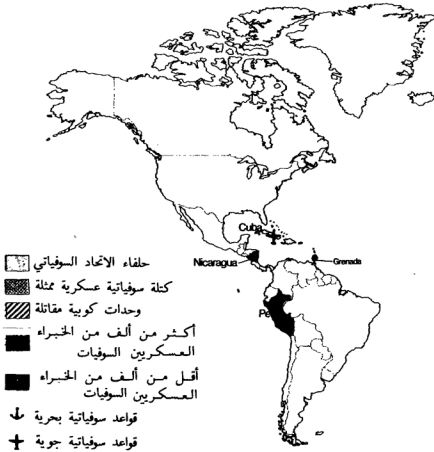 Cuba
Nicaragua
Grenada
Pe
حلفاء الاتحاد السوفياتي
كتلة سوفياتية عسكرية ممثلة
وحدات كوبية مقاتلة
أكثر من ألف من الخبراء
العسكريين السوفيات
أقل من ألف من الخبراء
العسكريين السوفيات
قواعد سوفياتية بحرية
قواعد سوفياتية جوية